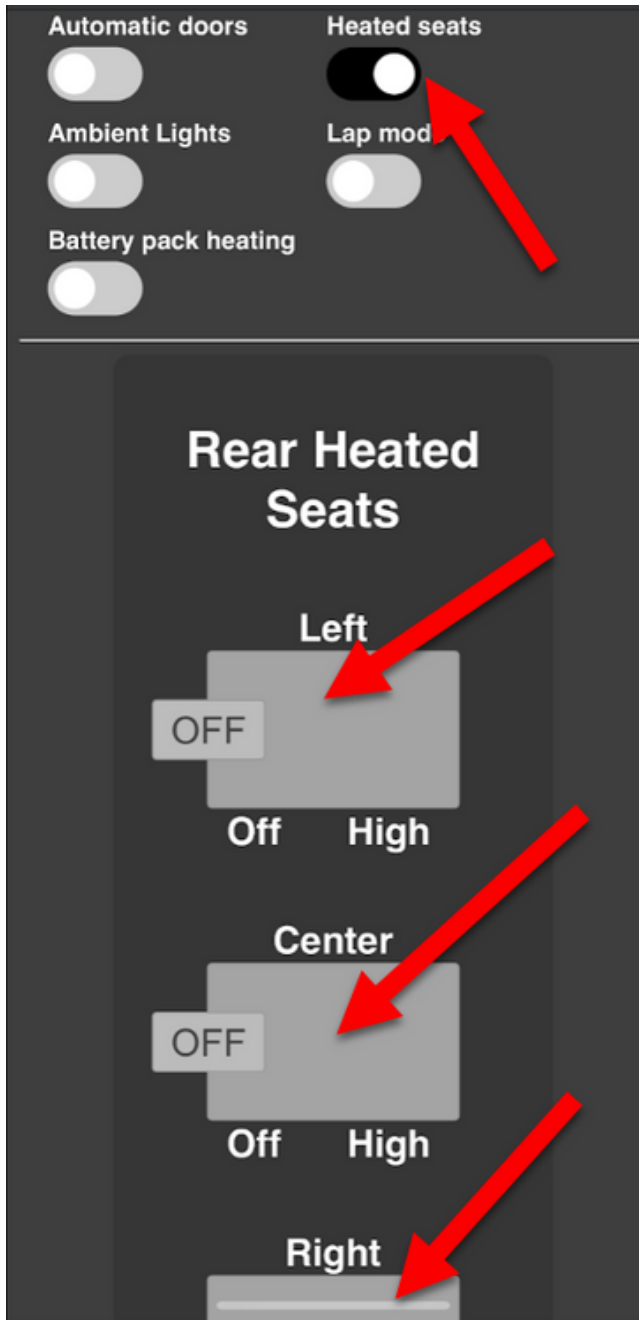 Automatic doors
Heated seats
Ambient Lights
Lap mod
Battery pack heating
Rear Heated
Seats
Left
OFF
Off
High
Center
OFF
Off
High
Right